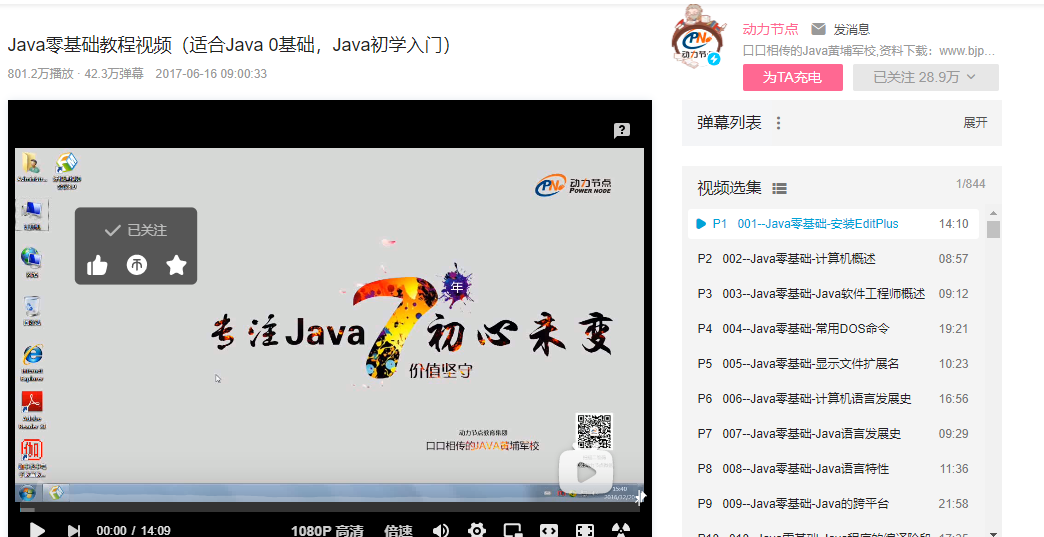 Java零基础教程视频（适合Java 0基础，Java初学入门）
801.2万播放 · 42.3万弹幕 2017-06-16 09:00:33
动力节点 发消息
口口相传的Java黄埔军校,资料下载：www.bjp…
为TA充电 已关注 28.9万
弹幕列表 展开
视频选集 1/844
P1 001--Java零基础-安装EditPlus 14:10
P2 002--Java零基础-计算机概述 08:57
P3 003--Java零基础-Java软件工程师概述 09:12
P4 004--Java零基础-常用DOS命令 19:21
P5 005--Java零基础-显示文件扩展名 10:23
P6 006--Java零基础-计算机语言发展史 16:56
P7 007--Java零基础-Java语言发展史 09:29
P8 008--Java零基础-Java语言特性 11:36
P9 009--Java零基础-Java的跨平台 21:58
PN 动力节点
POWER NODE
已关注
专注Java7年初心未变
价值坚守
动力节点教育集团
口口相传的JAVA黄埔军校
Internet Explorer
Adobe Reader XI
15:40
00:00 / 14:09 1080P 高清 倍速